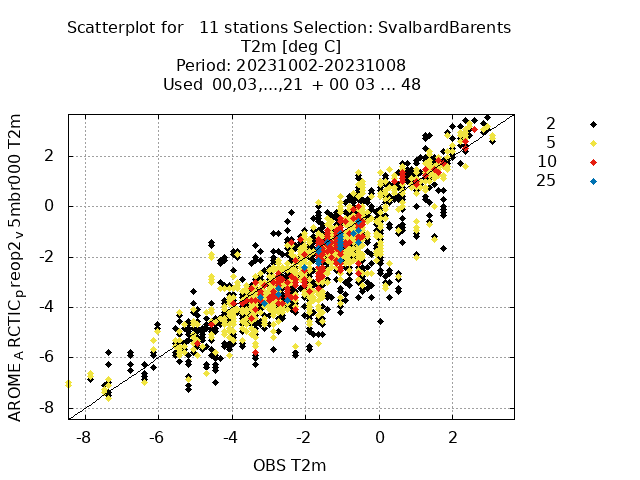 Scatterplot for   11 stations Selection: SvalbardBarents
T2m [deg C]
Period: 20231002-20231008
Used  00,03,...,21  + 00 03 ... 48
2
5
10
25
AROME_ARCTIC_preop2_v5mbr000 T2m
2
0
-2
-4
-6
-8
-8 -6 -4 -2 0 2
OBS T2m